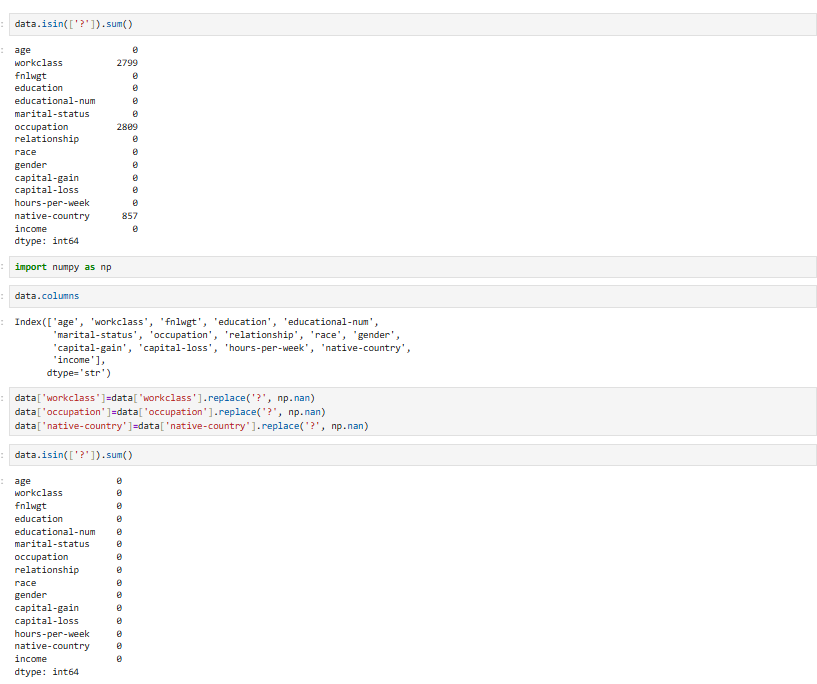 data.isin(['?']).sum()
age 0
workclass 2799
fnlwgt 0
education 0
educational-num 0
marital-status 0
occupation 2809
relationship 0
race 0
gender 0
capital-gain 0
capital-loss 0
hours-per-week 0
native-country 857
income 0
dtype: int64
import numpy as np
data.columns
Index(['age', 'workclass', 'fnlwgt', 'education', 'educational-num',
'marital-status', 'occupation', 'relationship', 'race', 'gender',
'capital-gain', 'capital-loss', 'hours-per-week', 'native-country',
'income'],
dtype='str')
data['workclass']=data['workclass'].replace('?', np.nan)
data['occupation']=data['occupation'].replace('?', np.nan)
data['native-country']=data['native-country'].replace('?', np.nan)
data.isin(['?']).sum()
age 0
workclass 0
fnlwgt 0
education 0
educational-num 0
marital-status 0
occupation 0
relationship 0
race 0
gender 0
capital-gain 0
capital-loss 0
hours-per-week 0
native-country 0
income 0
dtype: int64